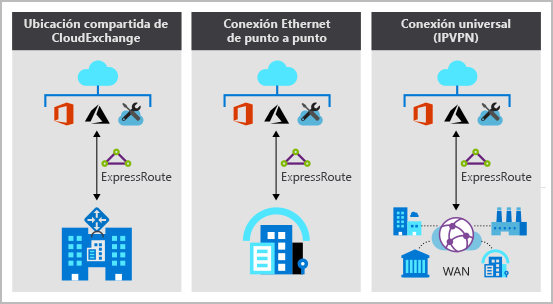 Ubicación compartida de
CloudExchange
Conexión Ethernet
de punto a punto
Conexión universal
(IPVPN)
ExpressRoute
ExpressRoute
ExpressRoute
WAN